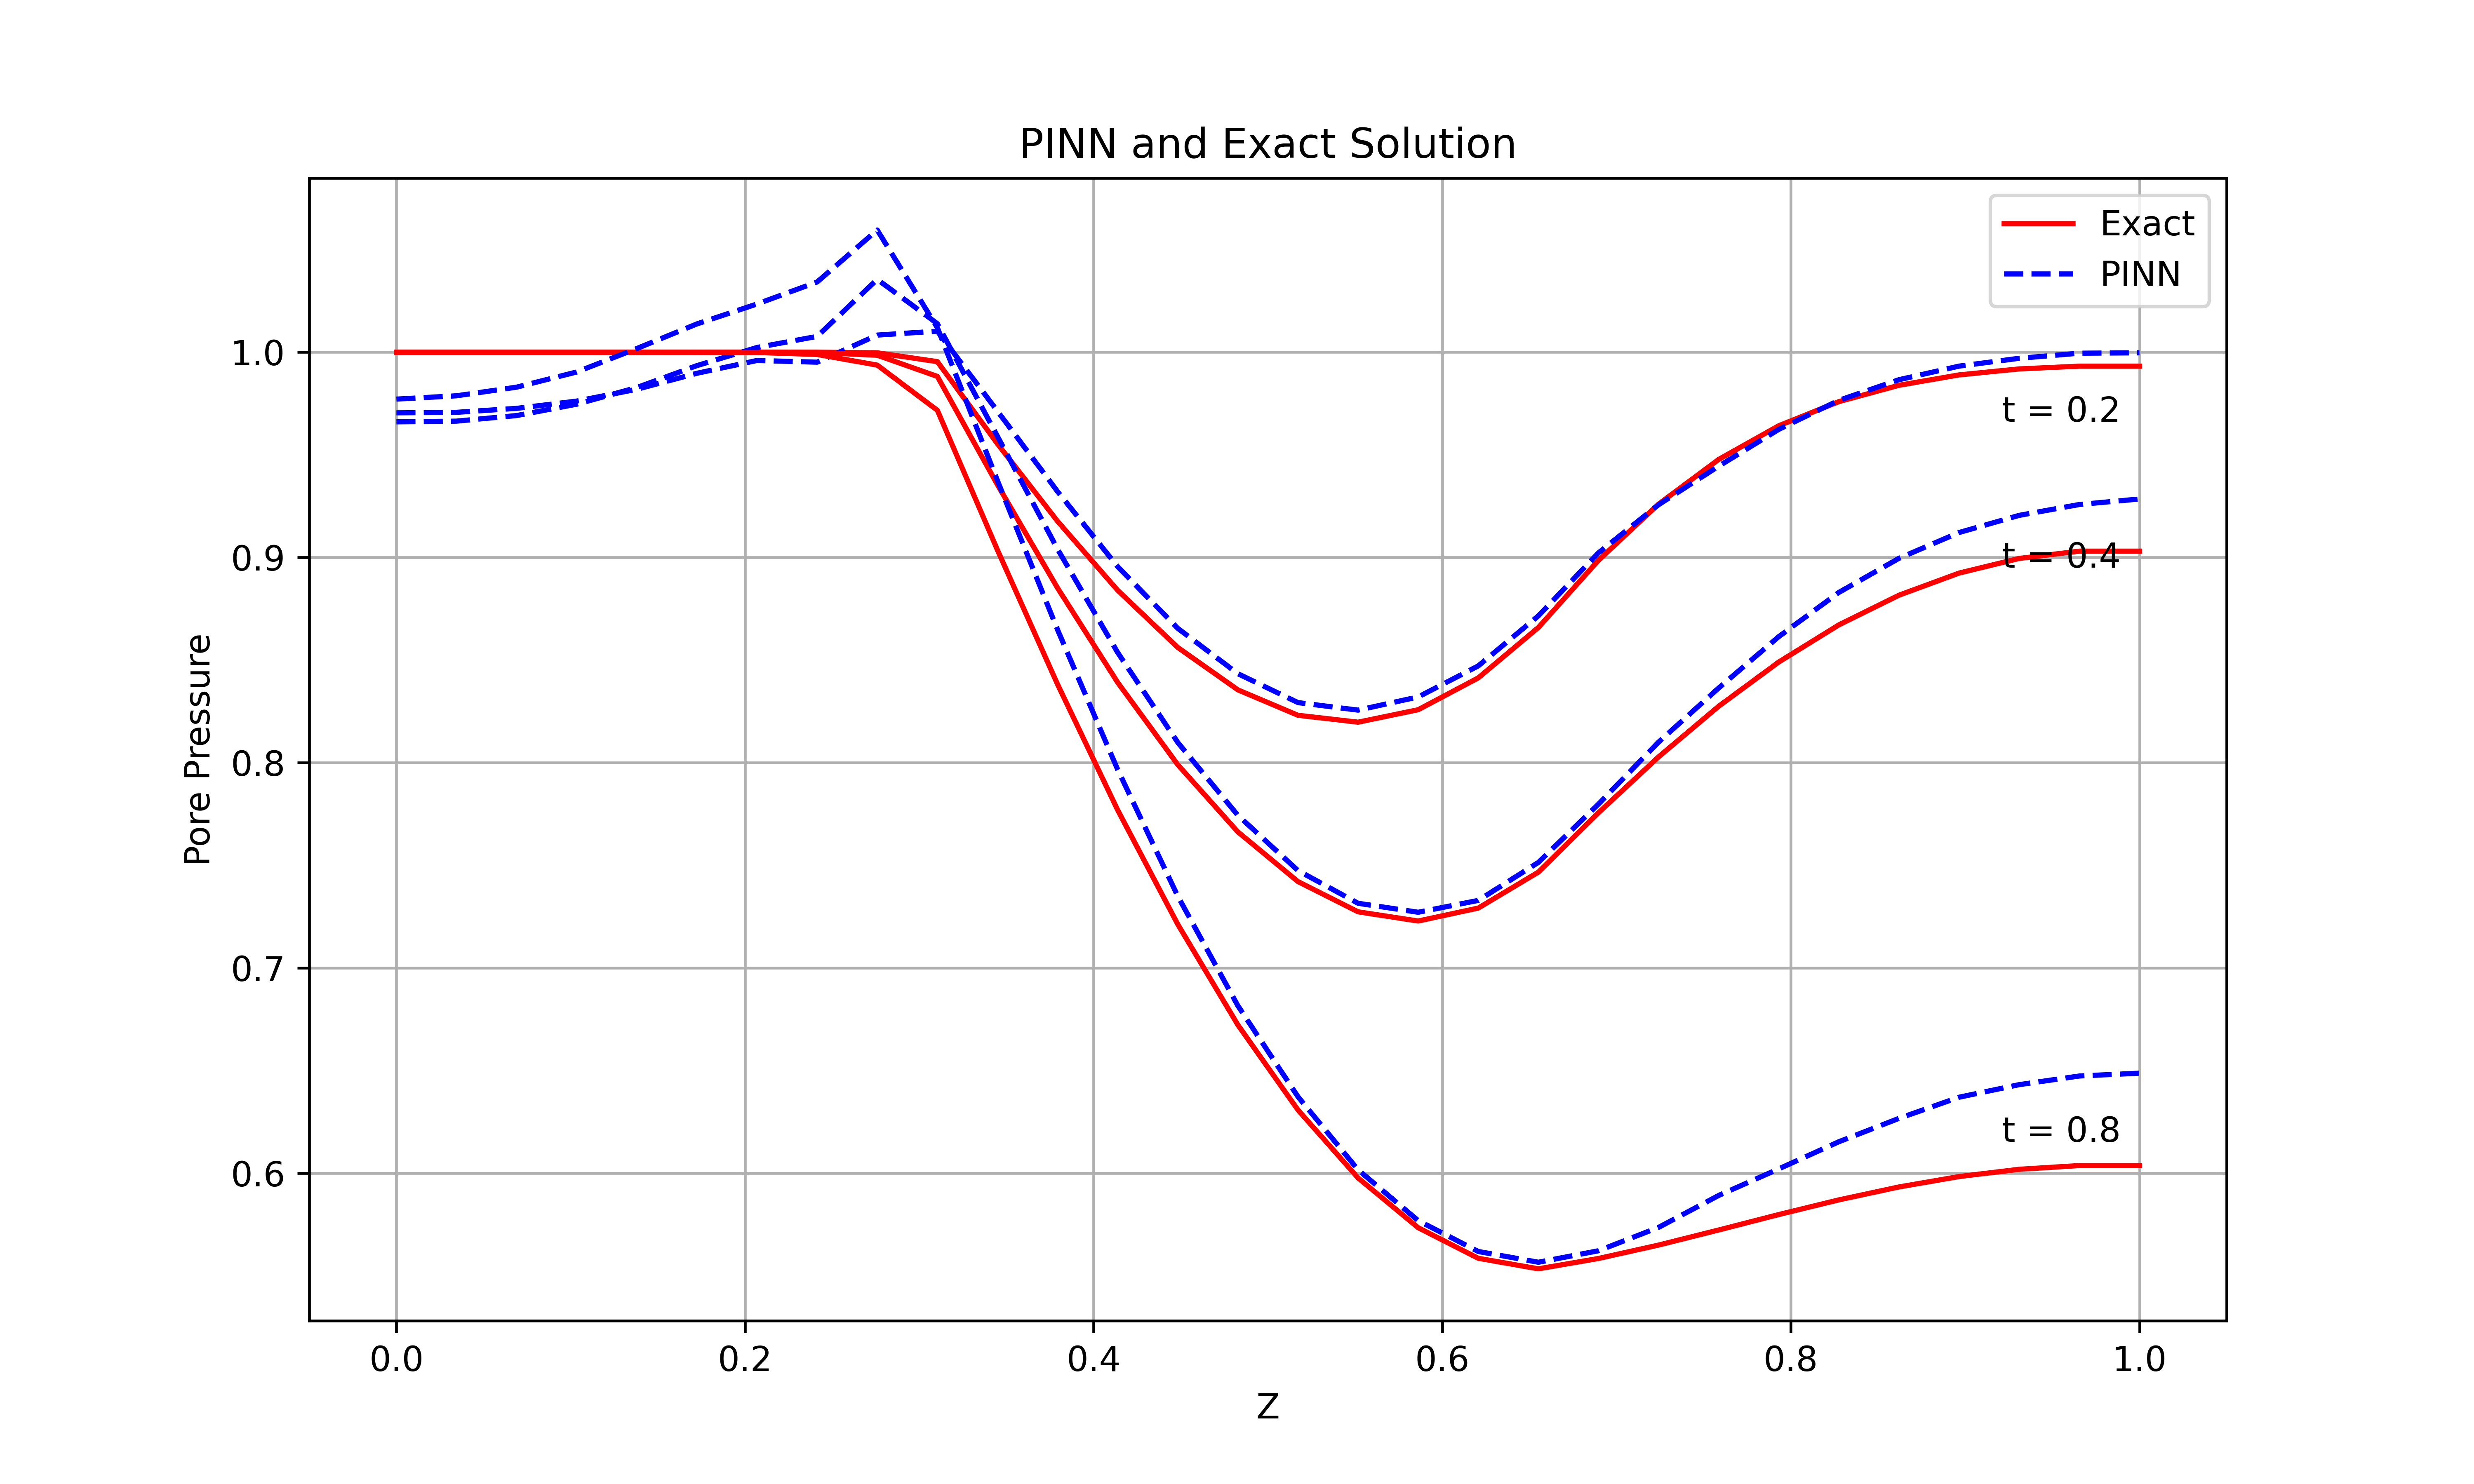 PINN and Exact Solution
Exact
PINN
t = 0.2
t = 0.4
t = 0.8
Pore Pressure
1.0
0.9
0.8
0.7
0.6
0.0 0.2 0.4 0.6 0.8 1.0
Z